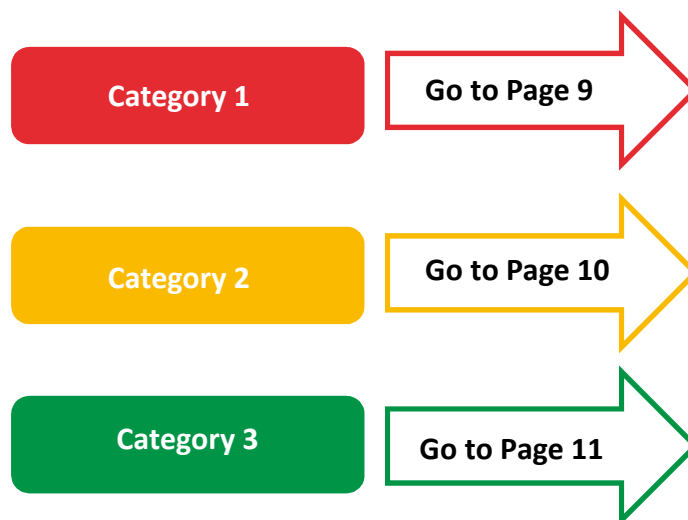 Category 1
Go to Page 9
Category 2
Go to Page 10
Category 3
Go to Page 11